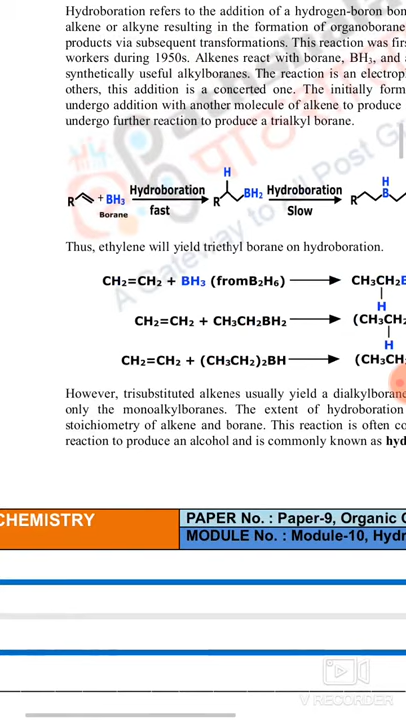 Hydroboration refers to the addition of a hydrogen-boron bon
alkene or alkyne resulting in the formation of organoborane
products via subsequent transformations. This reaction was firs
workers during 1950s. Alkenes react with borane, BH₃, and a
synthetically useful alkylboranes. The reaction is an electrop
others, this addition is a concerted one. The initially form
undergo addition with another molecule of alkene to produce
undergo further reaction to produce a trialkyl borane.
H H
R + BH₃ Hydroboration R BH₂ Hydroboration R B
Borane fast Slow
Thus, ethylene will yield triethyl borane on hydroboration.
CH₂=CH₂ + BH₃ (fromB₂H₆) CH₃CH₂B
H
CH₂=CH₂ + CH₃CH₂BH₂ (CH₃CH₂
H
CH₂=CH₂ + (CH₃CH₂)₂BH (CH₃CH
However, trisubstituted alkenes usually yield a dialkylborane
only the monoalkylboranes. The extent of hydroboration
stoichiometry of alkene and borane. This reaction is often co
reaction to produce an alcohol and is commonly known as hyd
CHEMISTRY
PAPER No. : Paper-9, Organic C
MODULE No. : Module-10, Hydr
V RECORDER